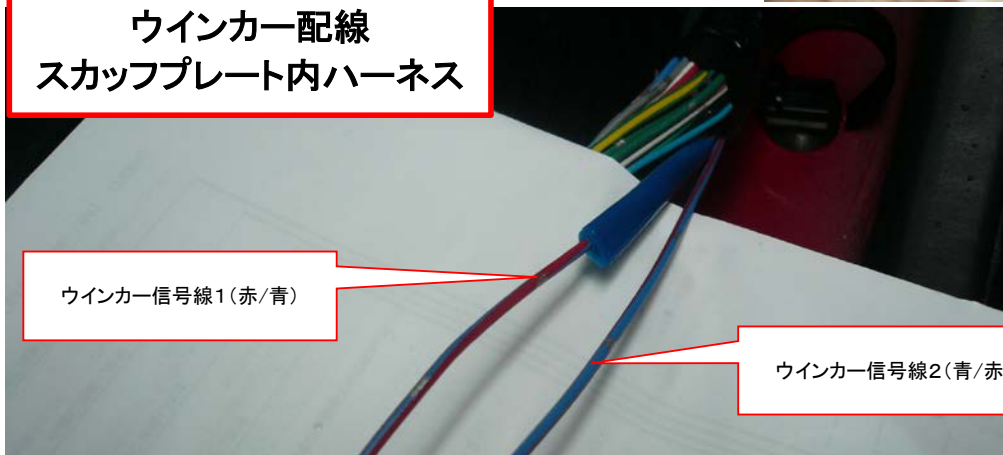 ウインカー配線
スカッフプレート内ハーネス
ウインカー信号線1(赤/青)
ウインカー信号線2(青/赤